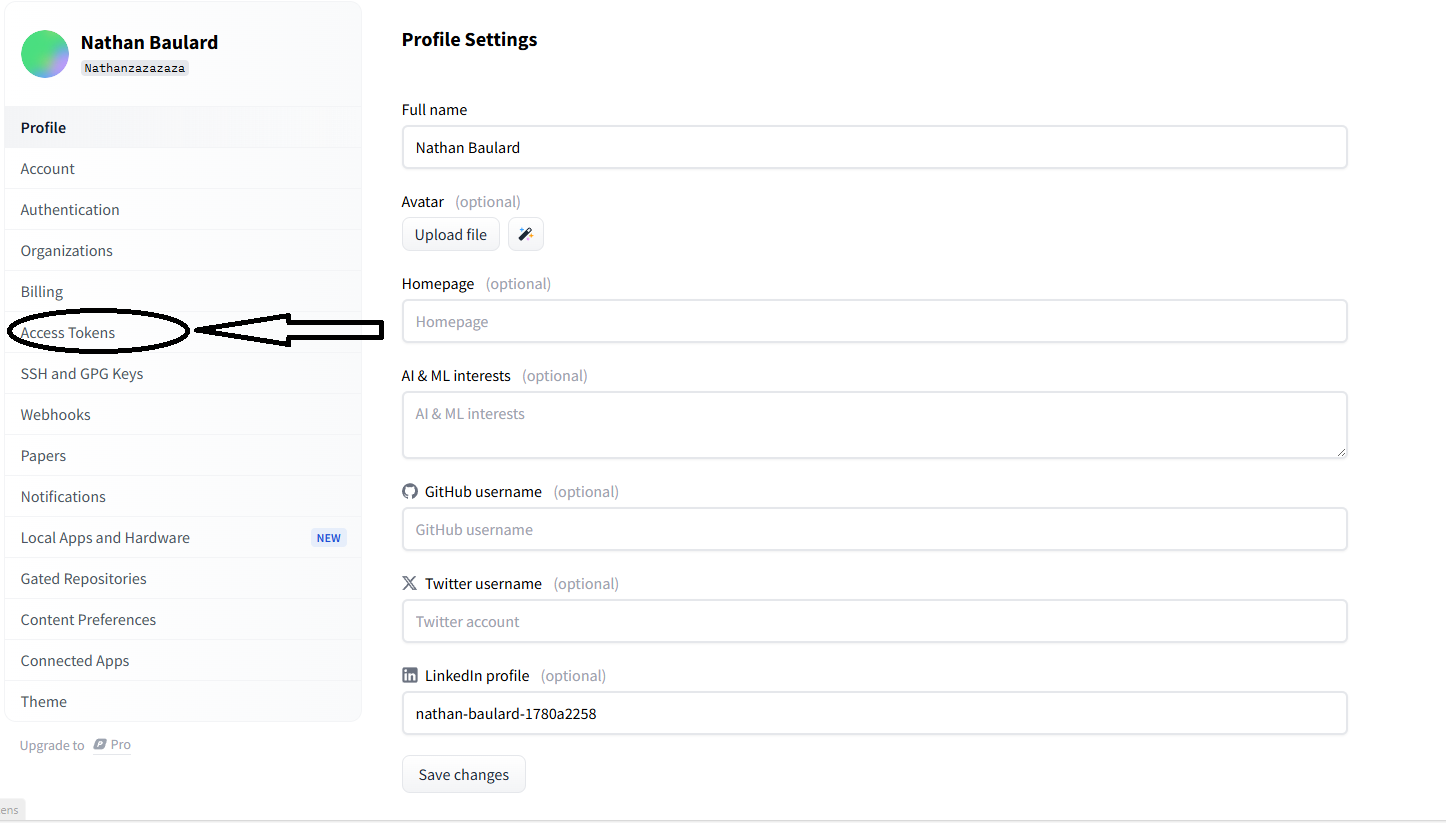 Nathan Baulard
Nathanzazazaza
Profile
Account
Authentication
Organizations
Billing
Access Tokens
SSH and GPG Keys
Webhooks
Papers
Notifications
Local Apps and Hardware NEW
Gated Repositories
Content Preferences
Connected Apps
Theme
Upgrade to Pro
ens
Profile Settings
Full name
Nathan Baulard
Avatar (optional)
Upload file
Homepage (optional)
Homepage
AI & ML interests (optional)
AI & ML interests
GitHub username (optional)
GitHub username
Twitter username (optional)
Twitter account
LinkedIn profile (optional)
nathan-baulard-1780a2258
Save changes